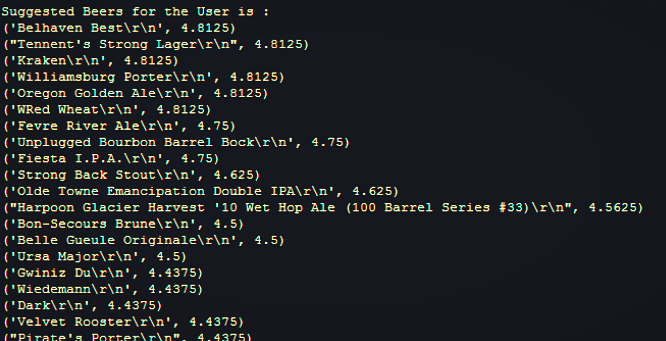 Suggested Beers for the User is :
('Belhaven Best\r\n', 4.8125)
("Tennent's Strong Lager\r\n", 4.8125)
('Kraken\r\n', 4.8125)
('Williamsburg Porter\r\n', 4.8125)
('Oregon Golden Ale\r\n', 4.8125)
('WRed Wheat\r\n', 4.8125)
('Fevre River Ale\r\n', 4.75)
('Unplugged Bourbon Barrel Bock\r\n', 4.75)
('Fiesta I.P.A.\r\n', 4.75)
('Strong Back Stout\r\n', 4.625)
('Olde Towne Emancipation Double IPA\r\n', 4.625)
("Harpoon Glacier Harvest '10 Wet Hop Ale (100 Barrel Series #33)\r\n", 4.5625)
('Bon-Secours Brune\r\n', 4.5)
('Belle Gueule Originale\r\n', 4.5)
('Ursa Major\r\n', 4.5)
('Gwiniz Du\r\n', 4.4375)
('Wiedemann\r\n', 4.4375)
('Dark\r\n', 4.4375)
('Velvet Rooster\r\n', 4.4375)
("Pirate's Porter\r\n", 4.4375)